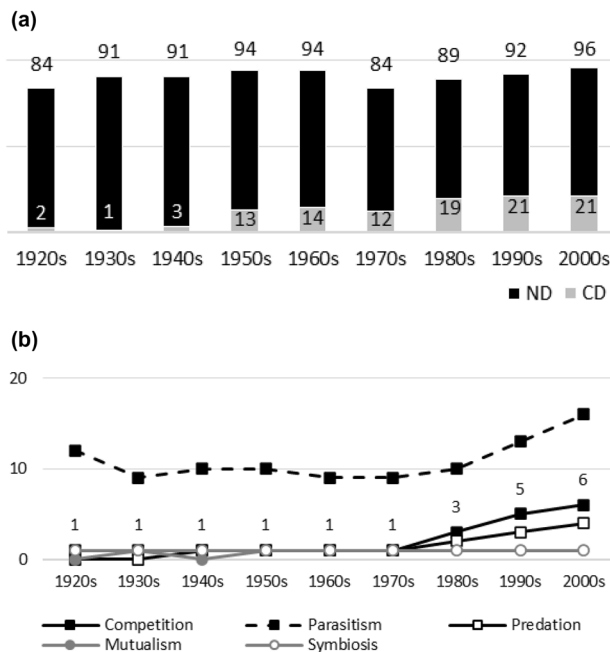 (a)
84 91 91 94 94 84 89 92 96
2 1 3 13 14 12 19 21 21
1920s 1930s 1940s 1950s 1960s 1970s 1980s 1990s 2000s
ND CD
(b)
20
10
1 1 1 1 1 1 3 5 6
0
1920s 1930s 1940s 1950s 1960s 1970s 1980s 1990s 2000s
Competition Parasitism Predation
Mutualism Symbiosis